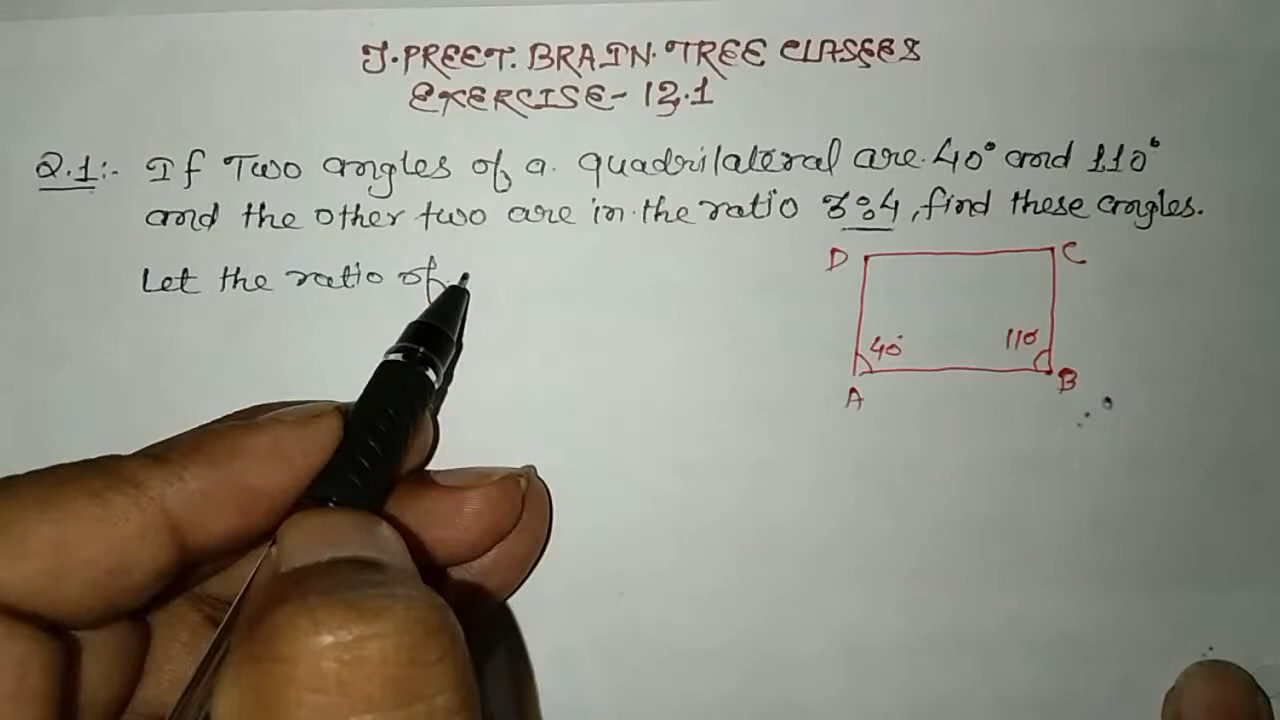 J.PREET. BRAIN. TREE CLASSES
EXERCISE- 12.1
Q.1:- If Two angles of a quadrilateral are 40° and 110°
and the other two are in the ratio 3:4, find these angles.
Let the ratio of
D
C
40°
110°
A
B